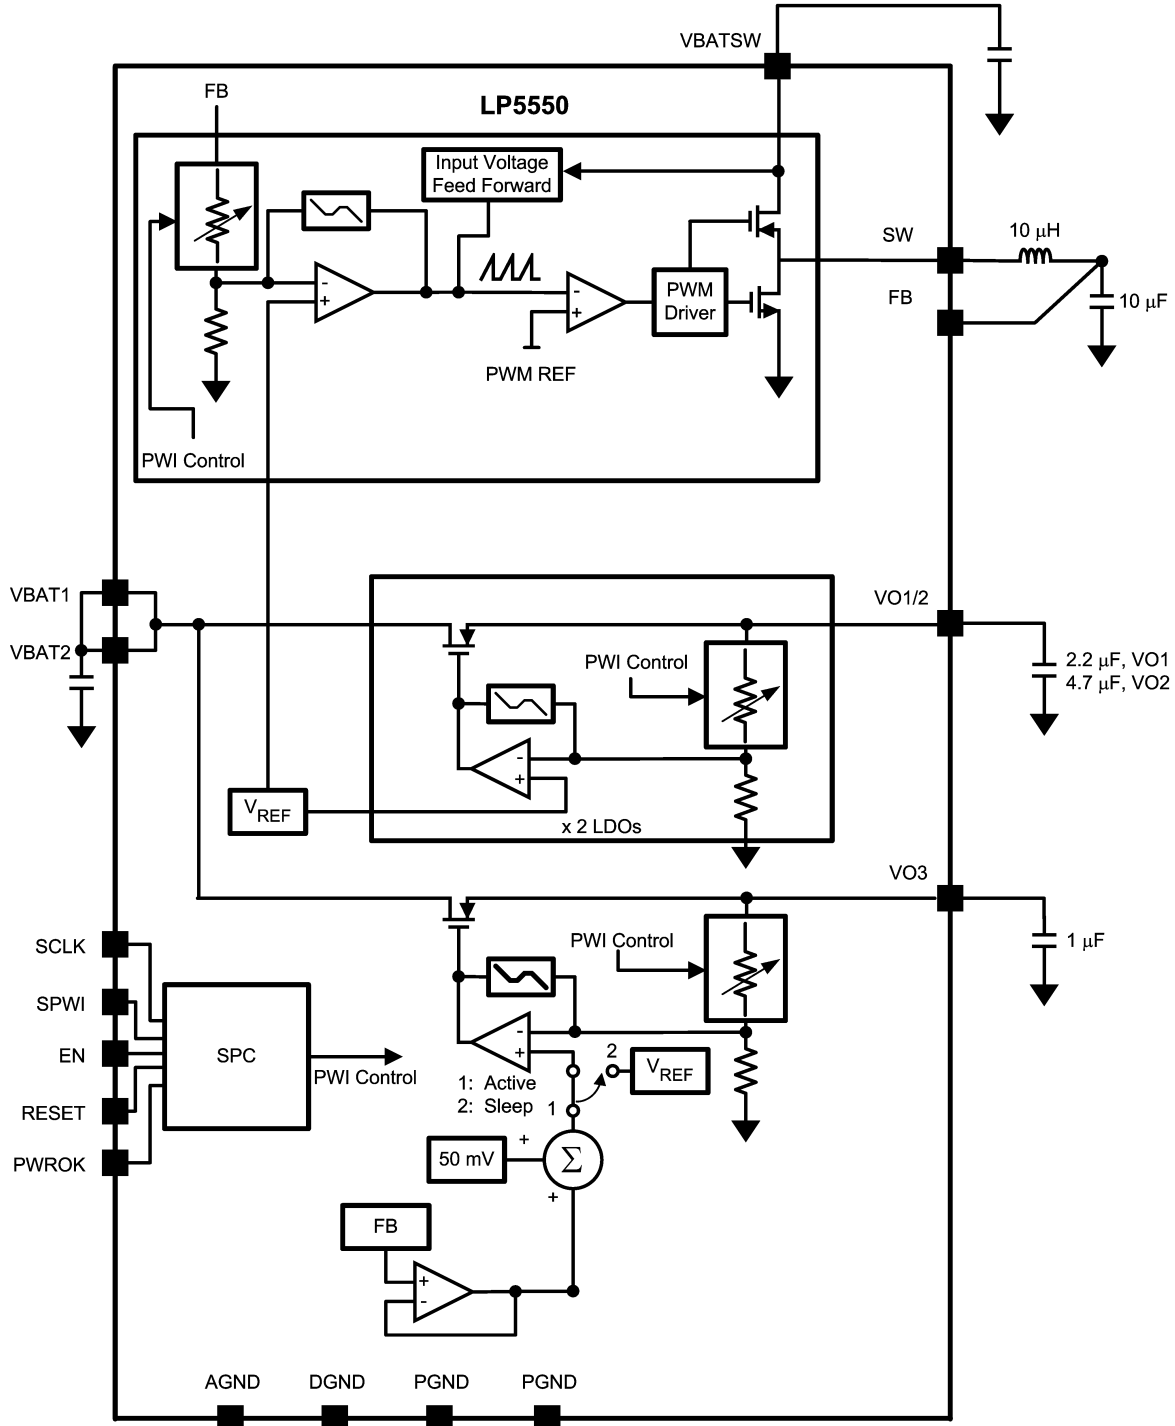 VBATSW
FB
LP5550
Input Voltage
Feed Forward
SW
10 μH
-
+
-
+
PWM
Driver
FB
10 μF
PWM REF
PWI Control
VBAT1
VO1/2
VBAT2
PWI Control
2.2 μF, VO1
4.7 μF, VO2
-
+
VREF
x 2 LDOs
VO3
SCLK
PWI Control
1 μF
SPWI
-
+
2
EN
SPC
VREF
PWI Control
1: Active
2: Sleep
1
RESET
+
50 mV
Σ
PWROK
+
FB
+
-
AGND
DGND
PGND
PGND